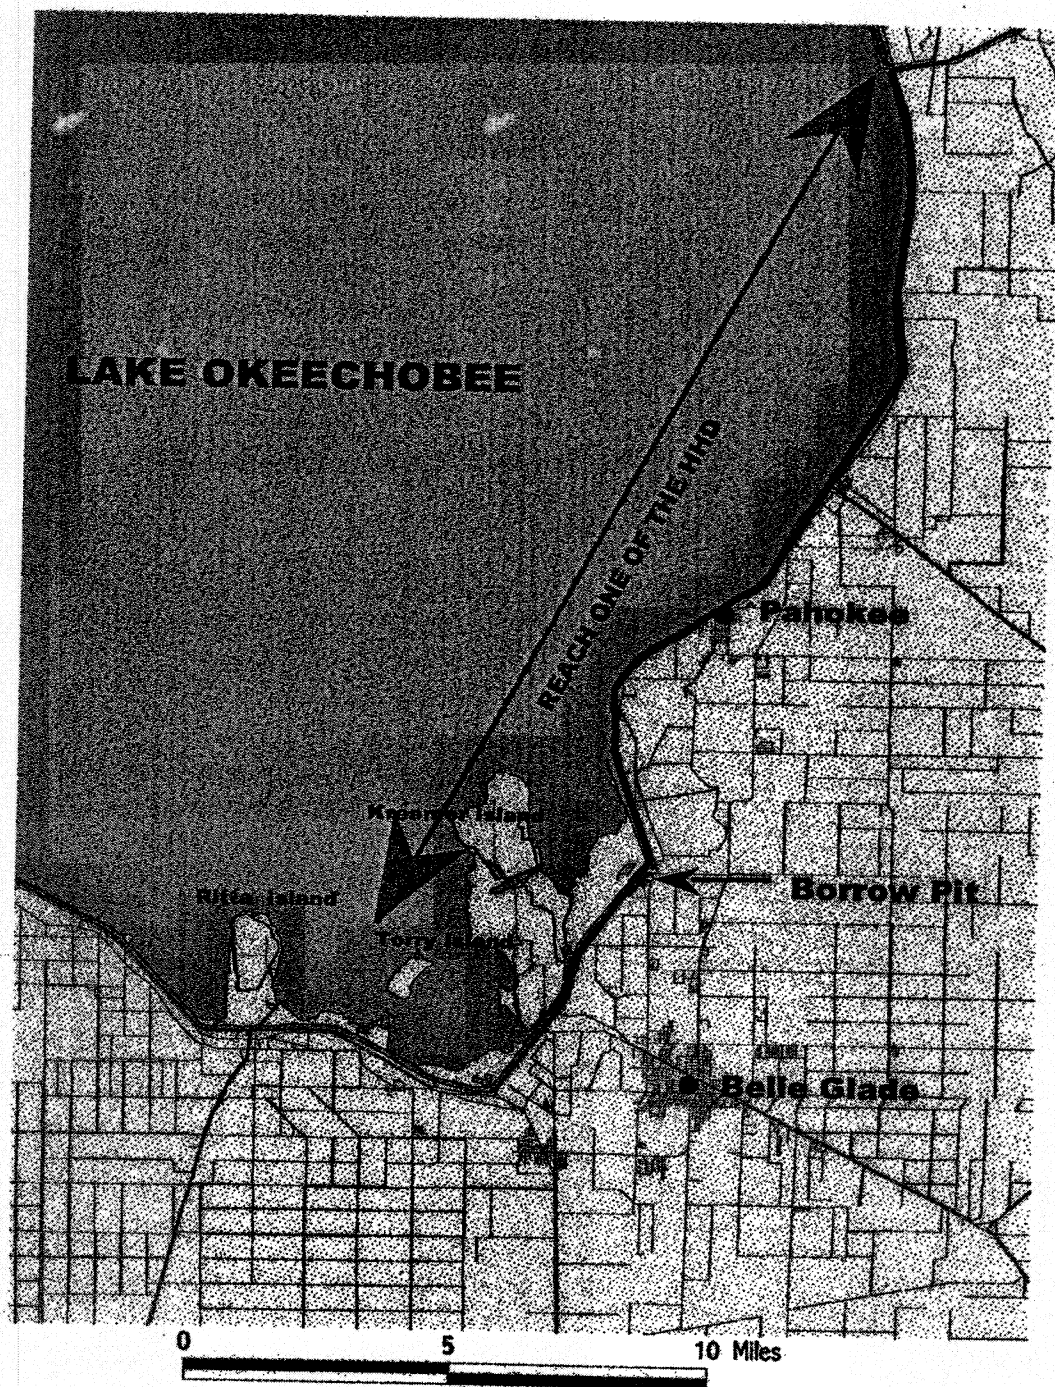 LAKE OKEECHOBEE
REACH ONE OF THE HHD
Pahokee
Kreamer Island
Borrow Pit
Ritta Island
Torry Island
Belle Glade
0 5 10 Miles